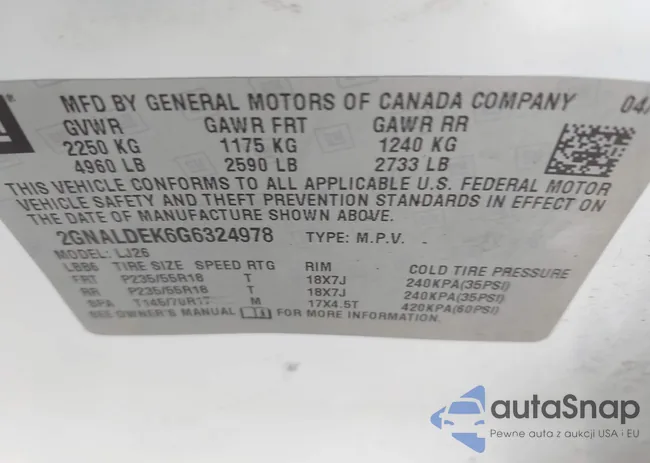 MFD BY GENERAL MOTORS OF CANADA COMPANY 04/
GVWR GAWR FRT GAWR RR
2250 KG 1175 KG 1240 KG
4960 LB 2590 LB 2733 LB
THIS VEHICLE CONFORMS TO ALL APPLICABLE U.S. FEDERAL MOTOR
VEHICLE SAFETY AND THEFT PREVENTION STANDARDS IN EFFECT ON
THE DATE OF MANUFACTURE SHOWN ABOVE.
2GNALDEK6G6324978 TYPE: M.P.V.
MODEL: LJ26
TIRE SIZE SPEED RTG RIM COLD TIRE PRESSURE
FRT P235/55R18 T 18X7J 240KPA(35PSI)
RR P235/55R18 T 18X7J 240KPA(35PSI)
SPA T145/70R17 M 17X4.5T 420KPA(60PSI)
SEE OWNER'S MANUAL FOR MORE INFORMATION.
autaSnap
Pewne auta z aukcji USA i EU